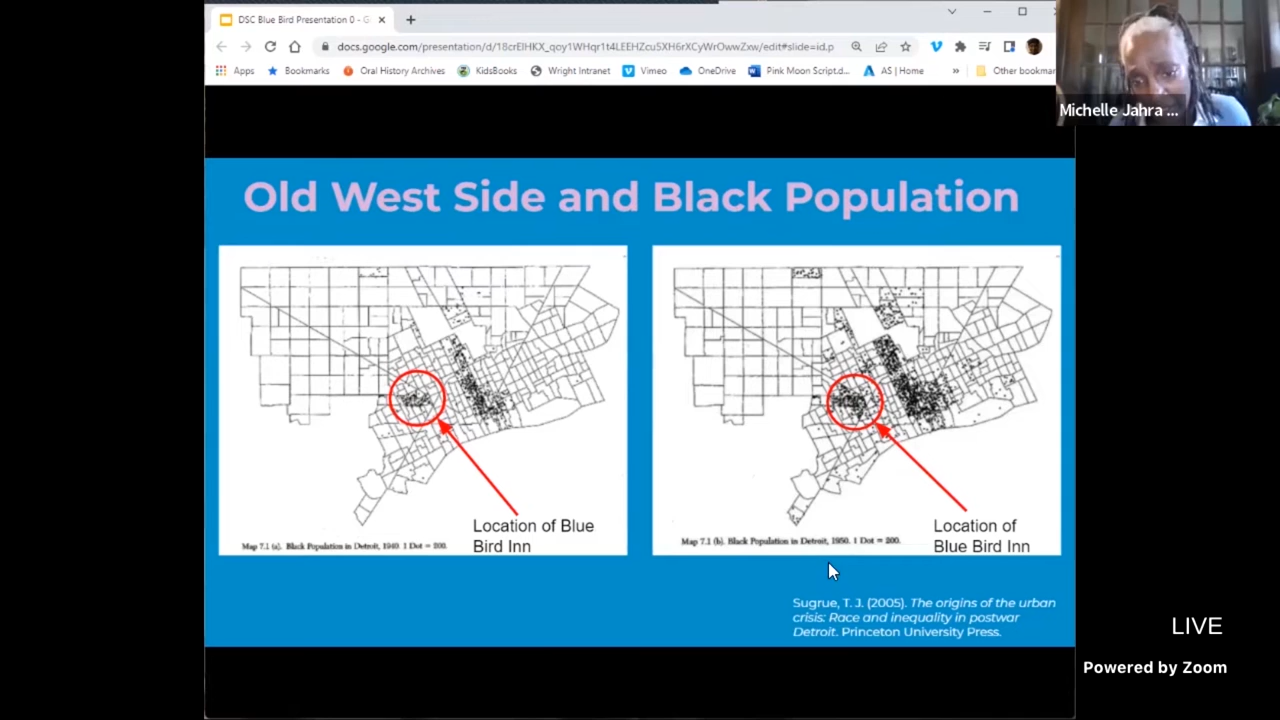 DSC Blue Bird Presentation 0 - G
docs.google.com/presentation/d/18crEIHKX_qoy1WHqr1t4LEEHZcu5XH6rXCyWrOwwZxw/edit#slide=id.p
Apps Bookmarks Oral History Archives KidsBooks Wright Intranet Vimeo OneDrive Pink Moon Script.d... AS | Home » Other bookmar
Michelle Jahra ...
Old West Side and Black Population
Location of Blue
Bird Inn
Map 7.1 (a). Black Population in Detroit, 1940. 1 Dot = 200.
Location of
Blue Bird Inn
Map 7.1 (b). Black Population in Detroit, 1950. 1 Dot = 200.
Sugrue, T. J. (2005). The origins of the urban
crisis: Race and inequality in postwar
Detroit. Princeton University Press.
LIVE
Powered by Zoom